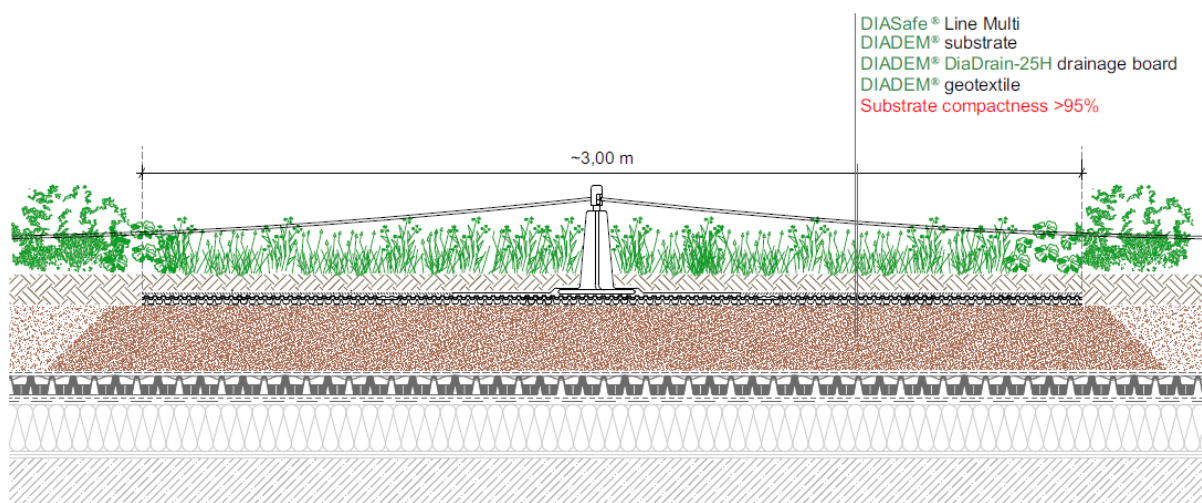 DIASafe® Line Multi
DIADEM® substrate
DIADEM® DiaDrain-25H drainage board
DIADEM® geotextile
Substrate compactness >95%
~3,00 m